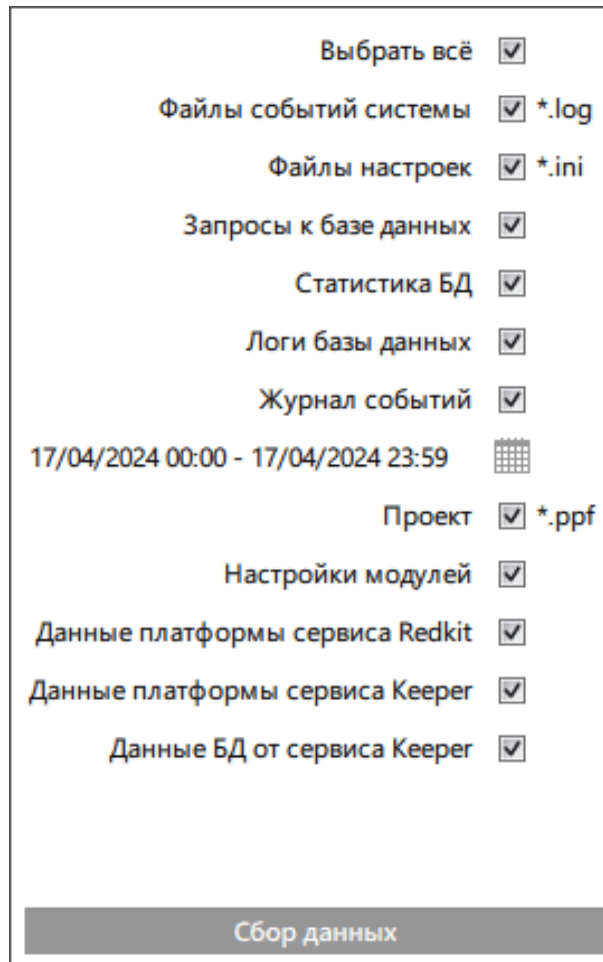 Выбрать всё
Файлы событий системы *.log
Файлы настроек *.ini
Запросы к базе данных
Статистика БД
Логи базы данных
Журнал событий
17/04/2024 00:00 - 17/04/2024 23:59
Проект *.ppf
Настройки модулей
Данные платформы сервиса Redkit
Данные платформы сервиса Keeper
Данные БД от сервиса Keeper
Сбор данных